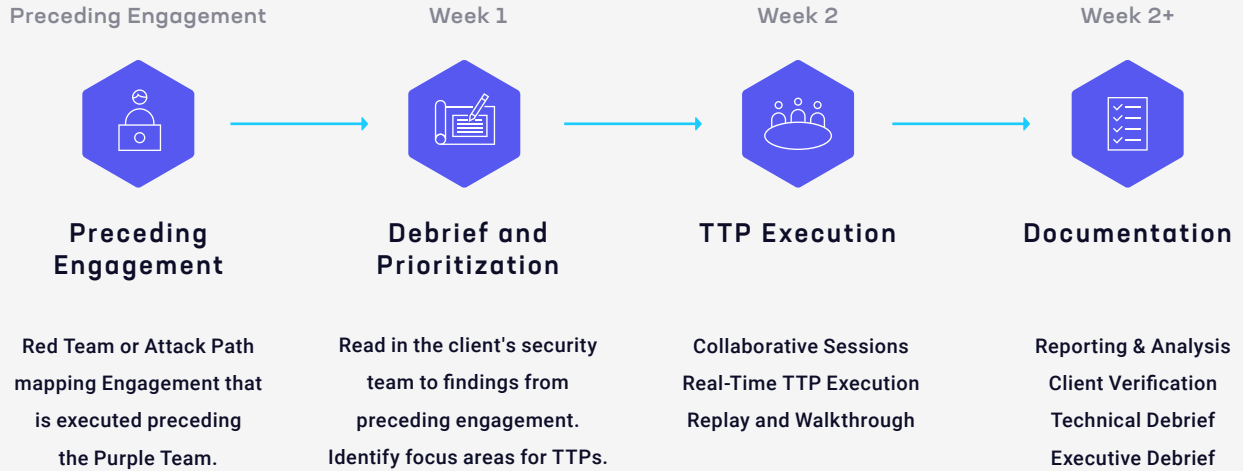 Preceding Engagement
Week 1
Week 2
Week 2+
Preceding
Engagement
Debrief and
Prioritization
TTP Execution
Documentation
Red Team or Attack Path
mapping Engagement that
is executed preceding
the Purple Team.
Read in the client's security
team to findings from
preceding engagement.
Identify focus areas for TTPs.
Collaborative Sessions
Real-Time TTP Execution
Replay and Walkthrough
Reporting & Analysis
Client Verification
Technical Debrief
Executive Debrief